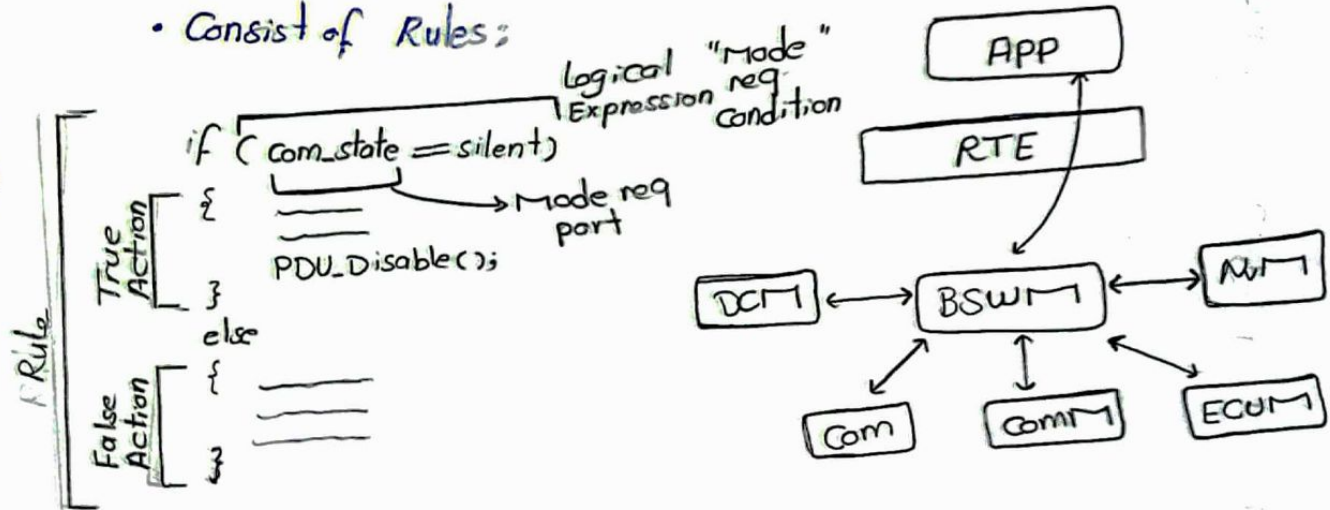 • Consist of Rules:
Logical Expression
"Mode" req condition
if ( com_state == silent)
Mode req port
True Action
{
PDU_Disable();
}
else
False Action
{
}
Rule
APP
RTE
DCM
BSWM
NvM
Com
ComM
ECUM